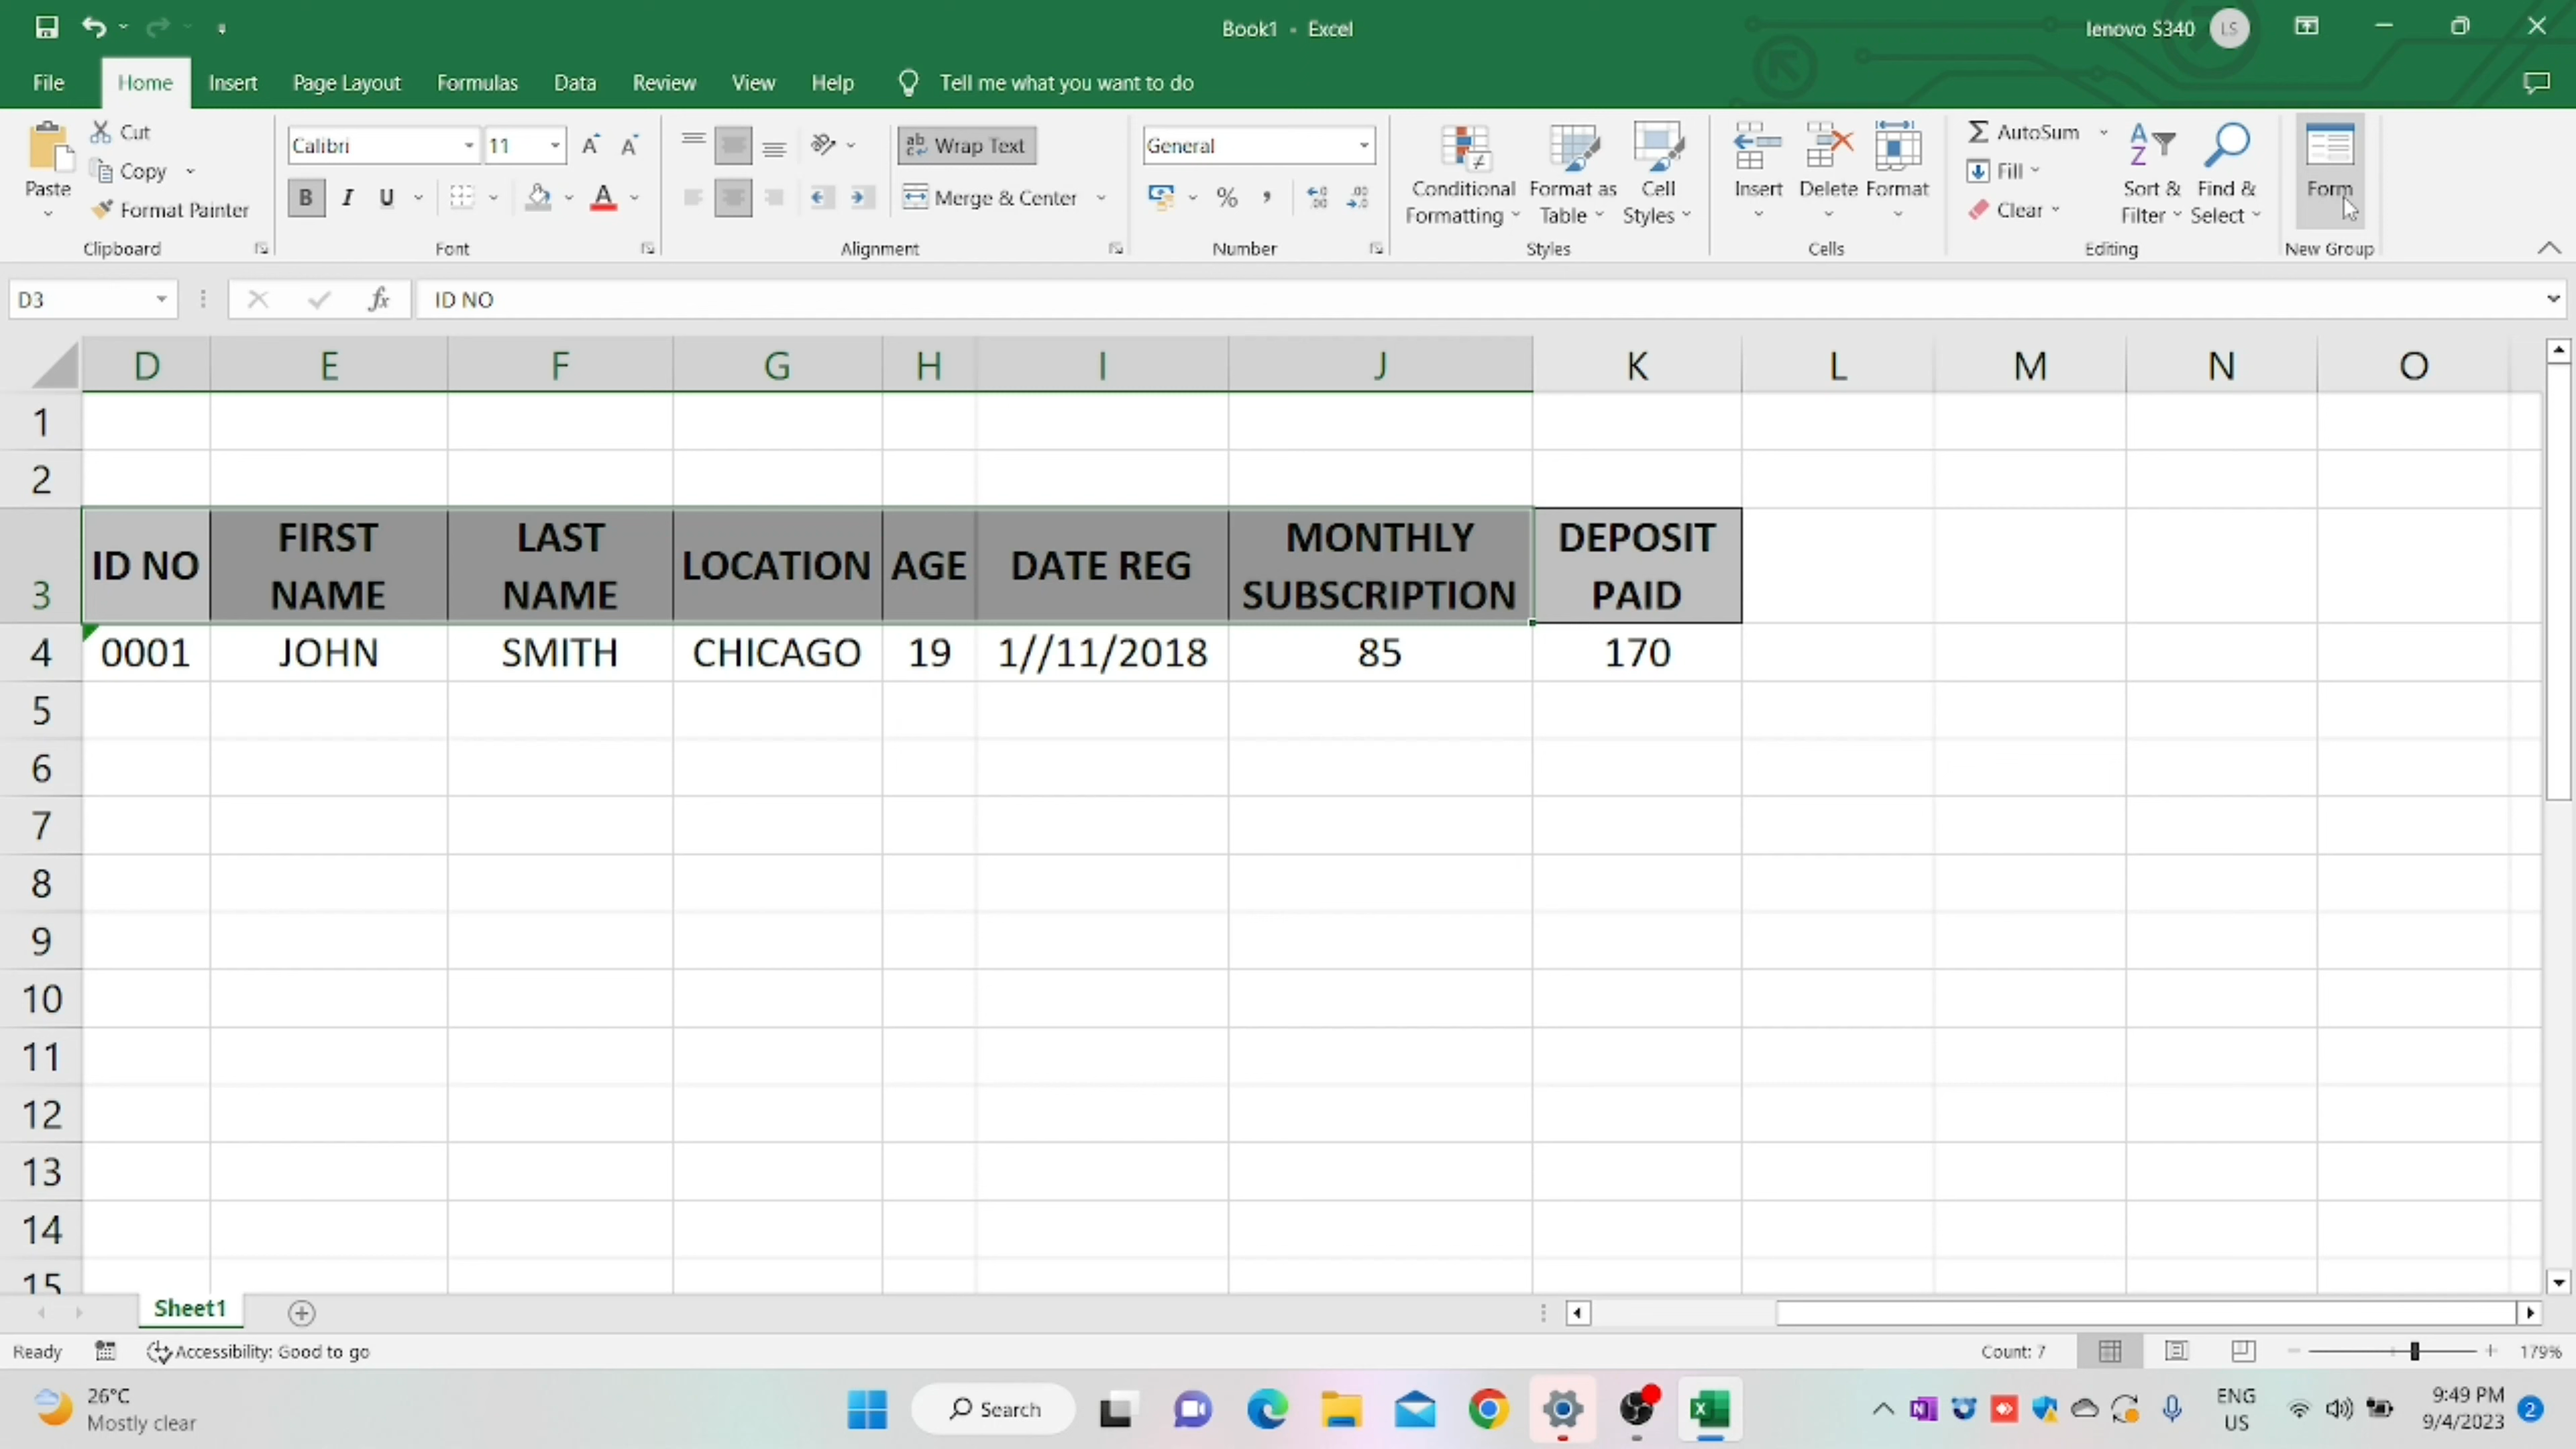 Book1 - Excel
lenovo S340 LS
File Home Insert Page Layout Formulas Data Review View Help Tell me what you want to do
Paste
Cut
Copy
Format Painter
Clipboard
Calibri 11
B I U
Font
Wrap Text
Merge & Center
Alignment
General
% ,
Number
Conditional Formatting
Format as Table
Cell Styles
Styles
Insert Delete Format
Cells
AutoSum
Fill
Clear
Sort & Filter
Find & Select
Editing
Form
New Group
D3 fx ID NO
D E F G H I J K L M N O
1
2
3 ID NO FIRST NAME LAST NAME LOCATION AGE DATE REG MONTHLY SUBSCRIPTION DEPOSIT PAID
4 0001 JOHN SMITH CHICAGO 19 1//11/2018 85 170
5
6
7
8
9
10
11
12
13
14
15
Sheet1
Ready Accessibility: Good to go Count: 7 179%
26°C
Mostly clear
Search
ENG
US
9:49 PM
9/4/2023
2